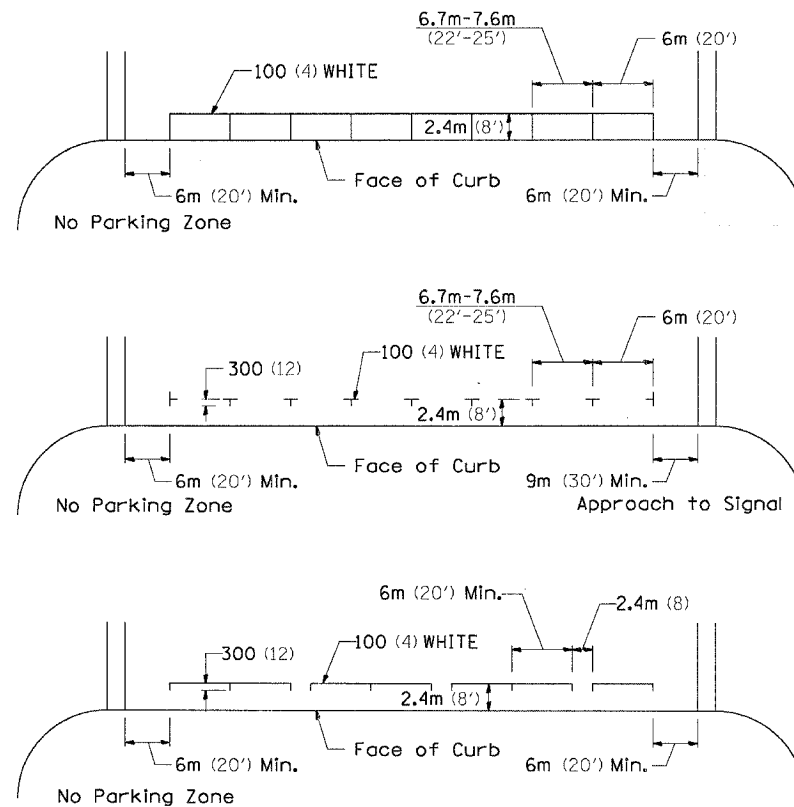 6.7m-7.6m
(22'-25')
6m (20')
100 (4) WHITE
2.4m (8')
6m (20') Min.
Face of Curb
6m (20') Min.
No Parking Zone
6.7m-7.6m
(22'-25')
6m (20')
300 (12)
100 (4) WHITE
2.4m (8')
6m (20') Min.
Face of Curb
9m (30') Min.
No Parking Zone
Approach to Signal
6m (20') Min.
2.4m (8)
300 (12)
100 (4) WHITE
2.4m (8')
6m (20') Min.
Face of Curb
6m (20') Min.
No Parking Zone